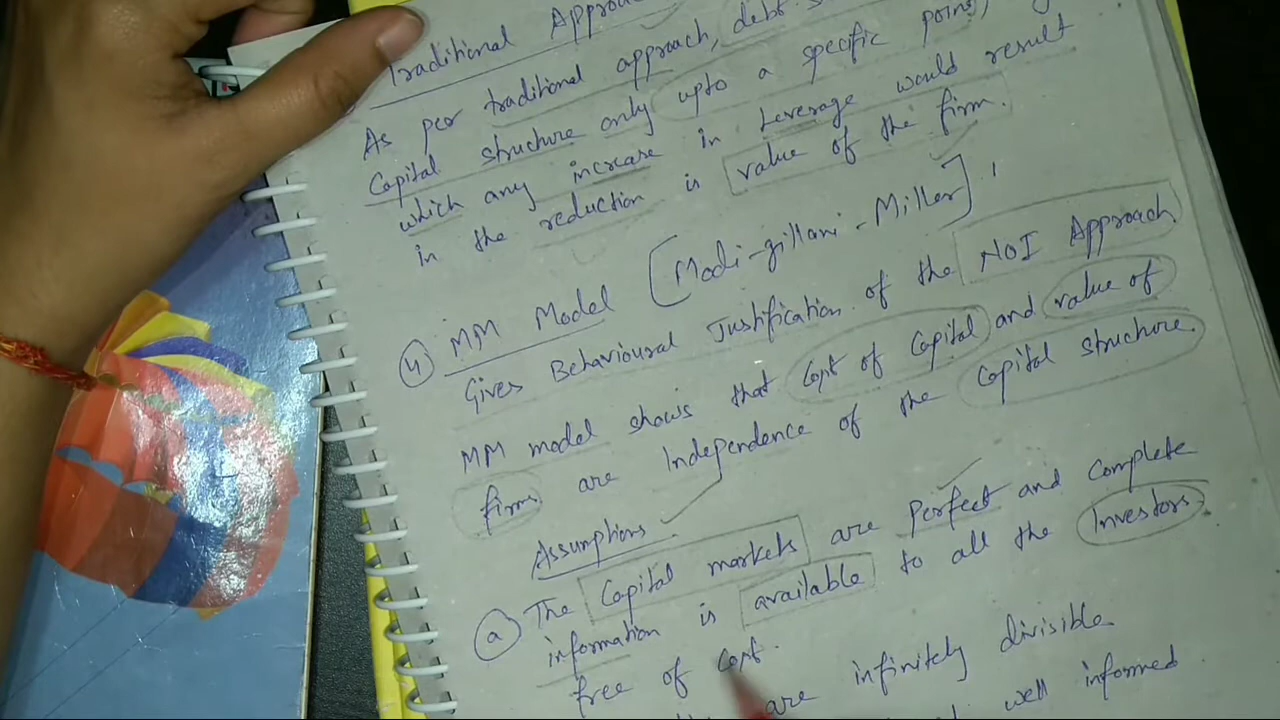 Traditional Approach
As per traditional approach, debt
Capital structure only upto a specific point,
which any increase in Leverage would result
in the reduction is value of the firm.
4 MM Model [Modi-gillani-Miller]
Gives Behavioural Justification of the NOI Approach
MM model shows that Cost of Capital and value of
firm are Independence of the Capital structure.
Assumptions
a The Capital markets are perfect and complete
information is available to all the Investors
free of Cost.
are infinitely divisible
well informed